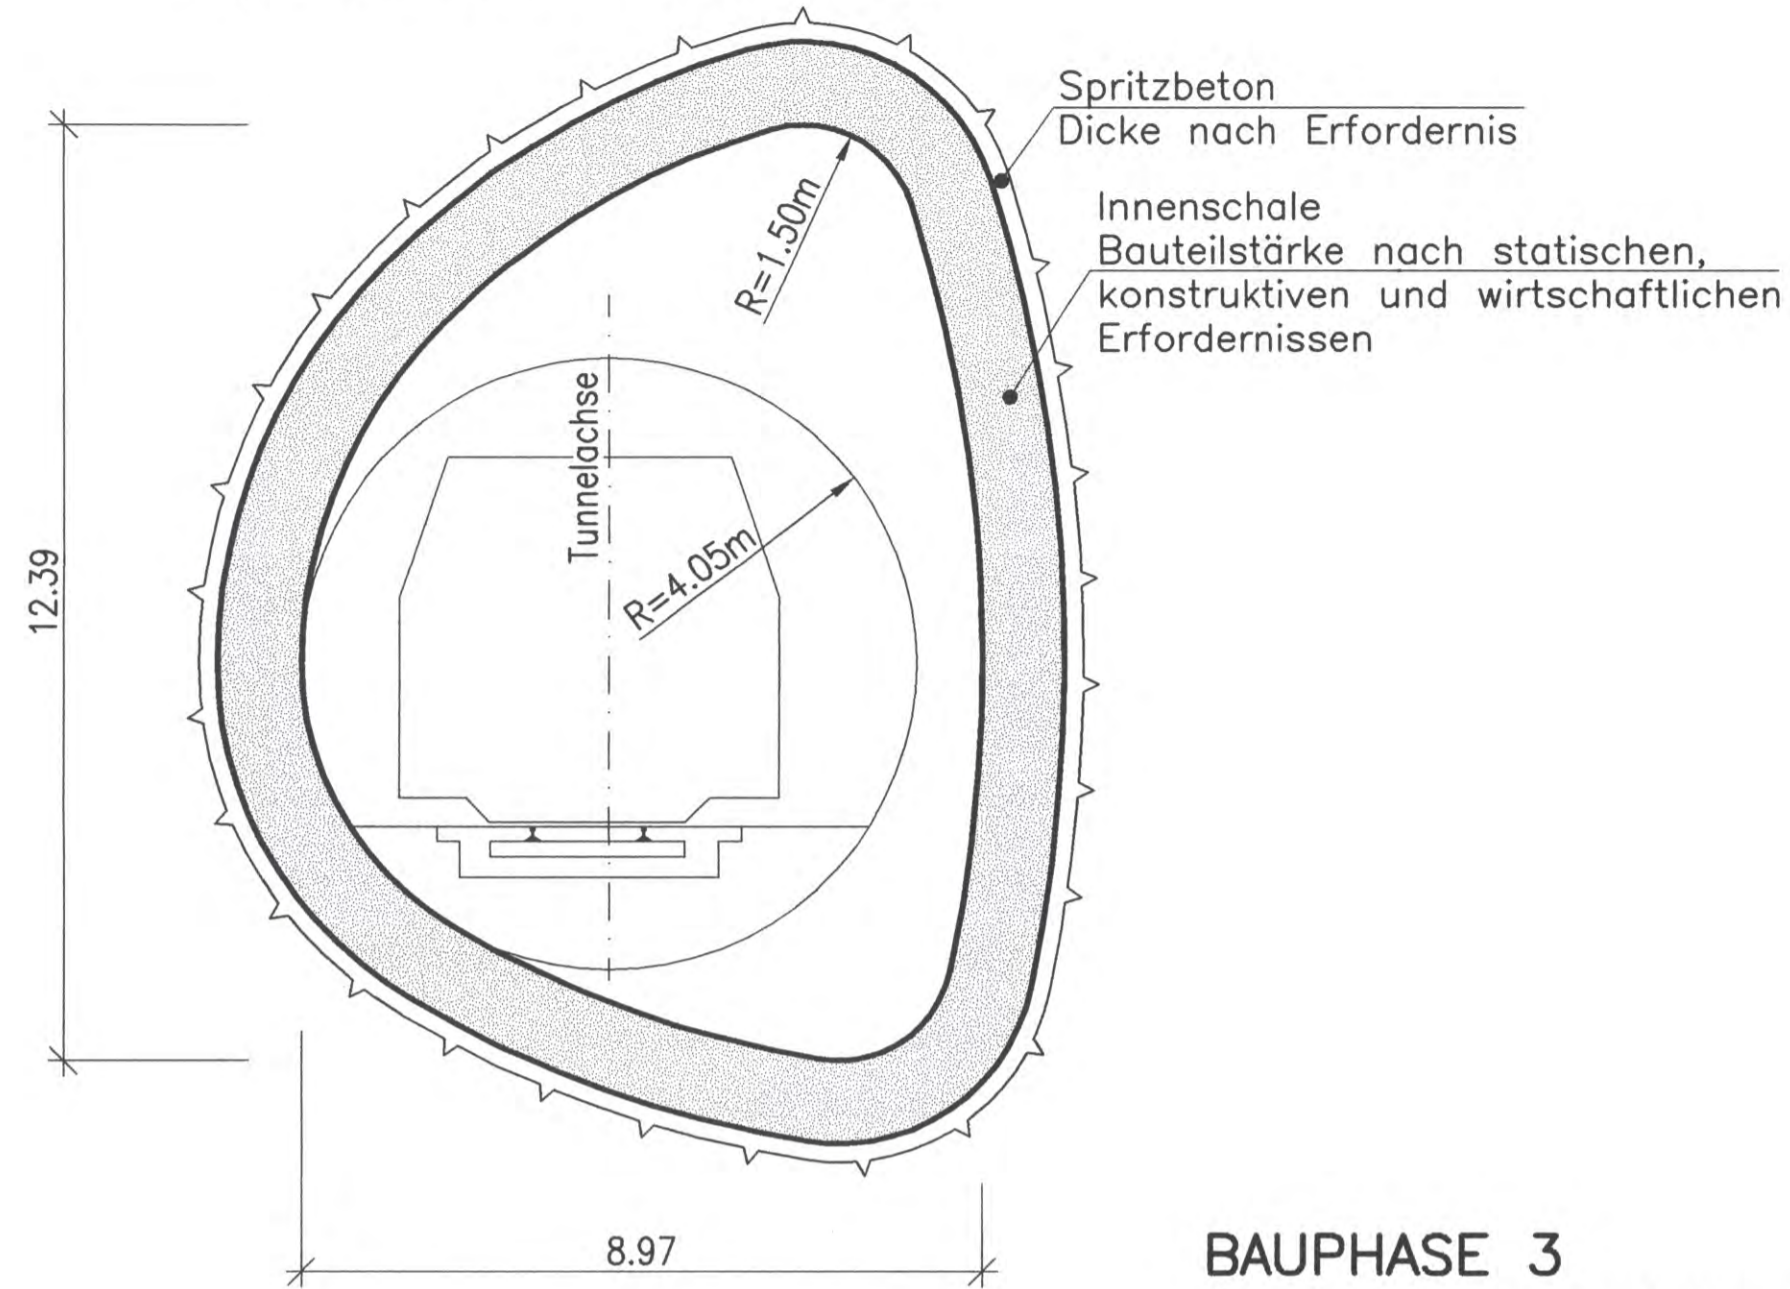 Spritzbeton
Dicke nach Erfordernis
Innenschale
Bauteilstärke nach statischen,
konstruktiven und wirtschaftlichen
Erfordernissen
R=1.50m
Tunnelachse
R=4.05m
12.39
8.97
BAUPHASE 3